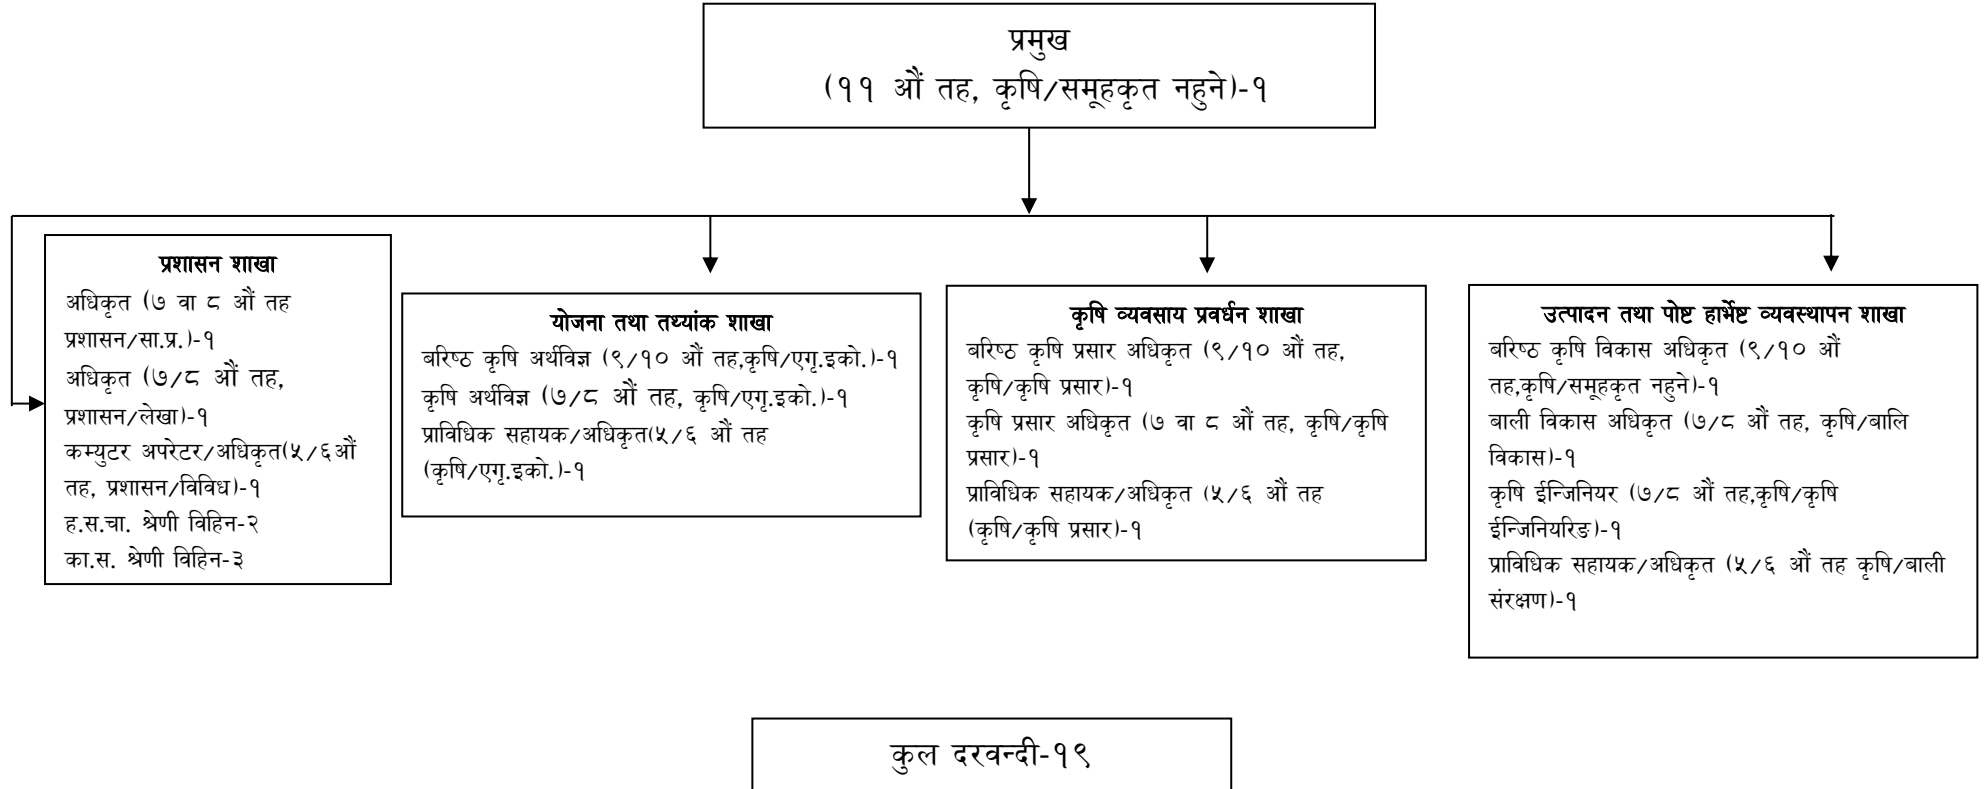 प्रमुख
(११ औं तह, कृषि/समूहकृत नहुने)-१
प्रशासन शाखा
अधिकृत (७ वा ८ औं तह
प्रशासन/सा.प्र.)-१
अधिकृत (७/८ औं तह,
प्रशासन/लेखा)-१
कम्युटर अपरेटर/अधिकृत(५/६औं
तह, प्रशासन/विविध)-१
ह.स.चा. श्रेणी विहिन-२
का.स. श्रेणी विहिन-३
योजना तथा तथ्यांक शाखा
बरिष्ठ कृषि अर्थविज्ञ (९/१० औं तह,कृषि/एगृ.इको.)-१
कृषि अर्थविज्ञ (७/८ औं तह, कृषि/एगृ.इको.)-१
प्राविधिक सहायक/अधिकृत(५/६ औं तह
(कृषि/एगृ.इको.)-१
कृषि व्यवसाय प्रवर्धन शाखा
बरिष्ठ कृषि प्रसार अधिकृत (९/१० औं तह,
कृषि/कृषि प्रसार)-१
कृषि प्रसार अधिकृत (७ वा ८ औं तह, कृषि/कृषि
प्रसार)-१
प्राविधिक सहायक/अधिकृत (५/६ औं तह
(कृषि/कृषि प्रसार)-१
उत्पादन तथा पोष्ट हार्भेष्ट व्यवस्थापन शाखा
बरिष्ठ कृषि विकास अधिकृत (९/१० औं
तह,कृषि/समूहकृत नहुने)-१
बाली विकास अधिकृत (७/८ औं तह, कृषि/बालि
विकास)-१
कृषि ईन्जिनियर (७/८ औं तह,कृषि/कृषि
ईन्जिनियरिङ)-१
प्राविधिक सहायक/अधिकृत (५/६ औं तह कृषि/बाली
संरक्षण)-१
कुल दरवन्दी-१९